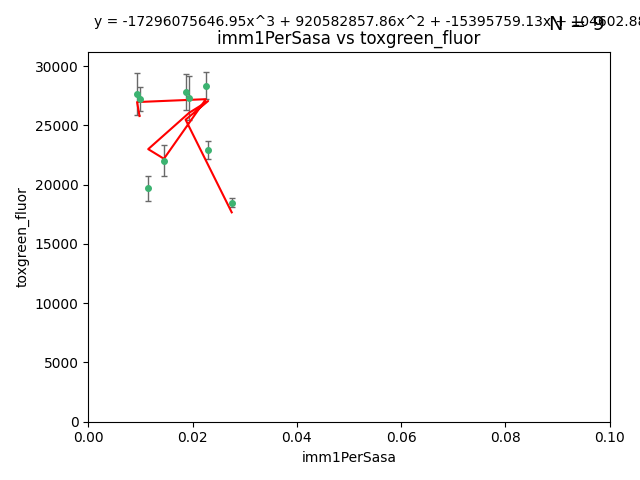 y = -17296075646.95x^3 + 920582857.86x^2 + -15395759.13x + 104602.88
N = 9
imm1PerSasa vs toxgreen_fluor
30000
25000
20000
15000
10000
5000
0
toxgreen_fluor
0.00 0.02 0.04 0.06 0.08 0.10
imm1PerSasa